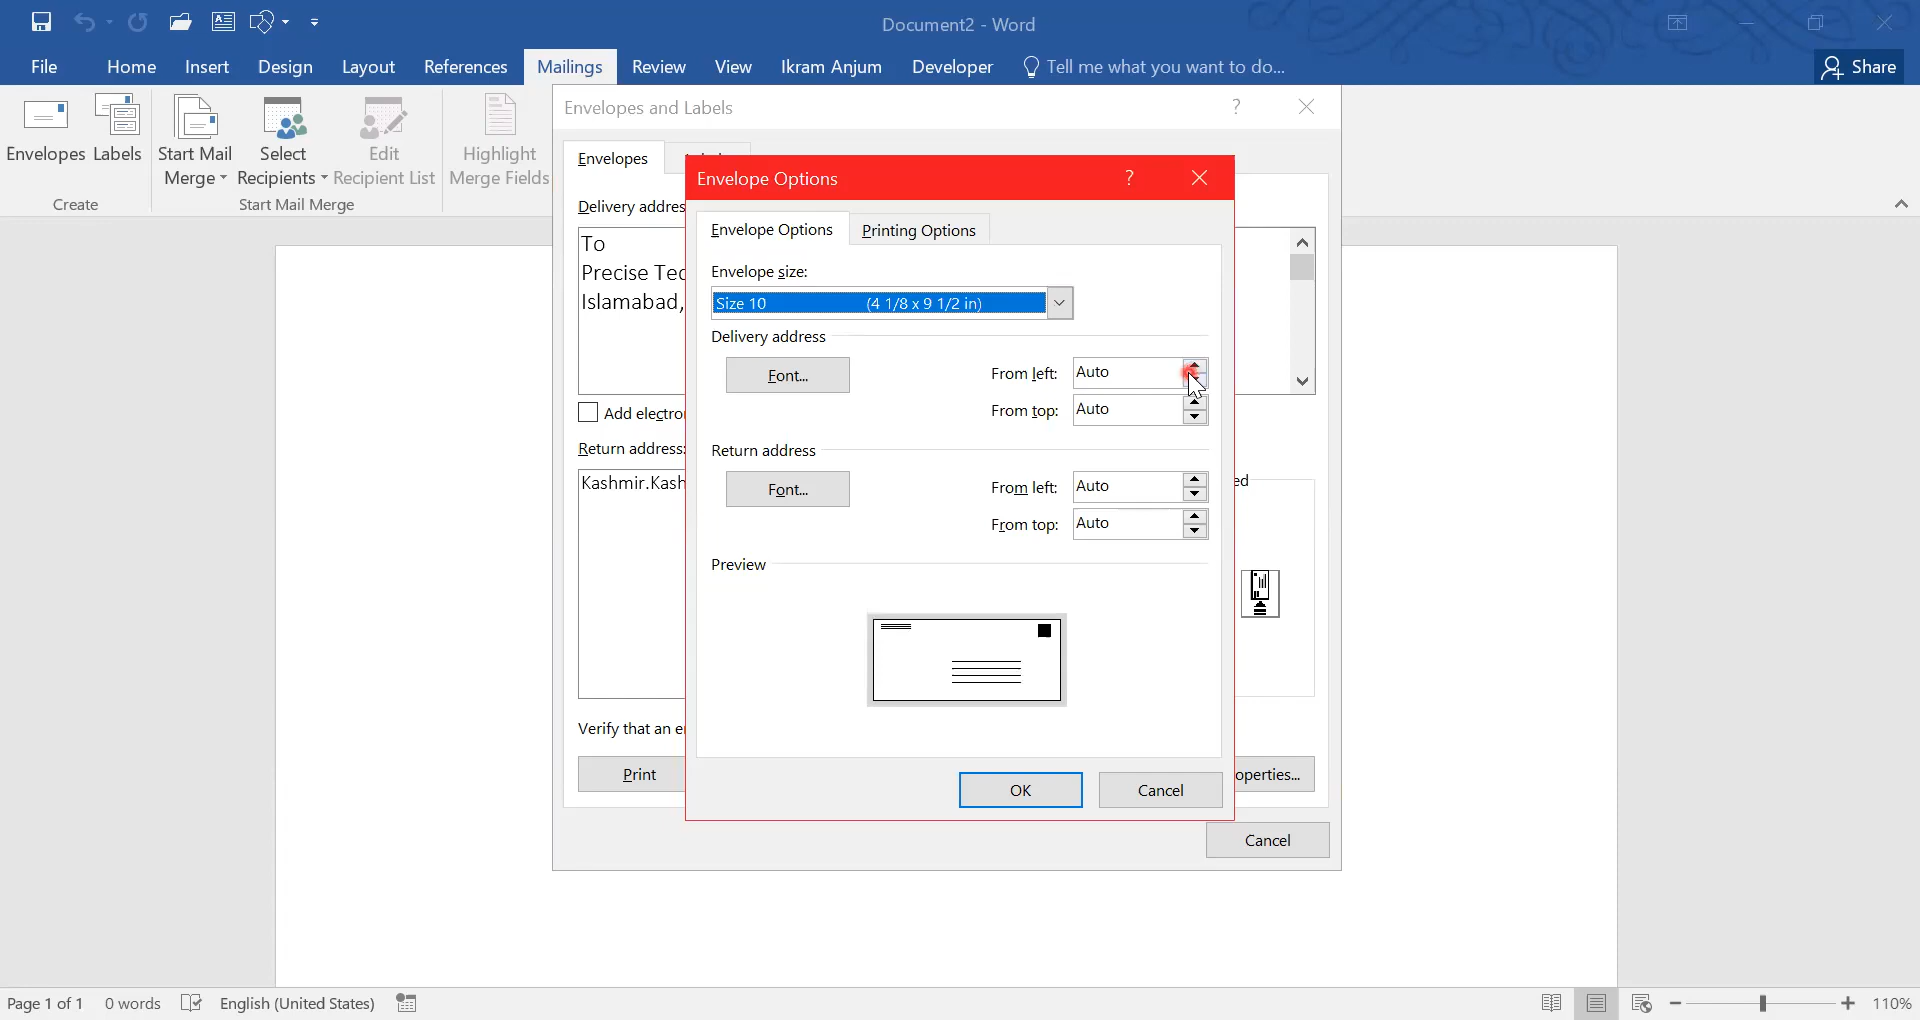 Document2 - Word
File Home Insert Design Layout References Mailings Review View Ikram Anjum Developer Tell me what you want to do... Share
Envelopes Labels Start Mail Merge Select Recipients Edit Recipient List Highlight Merge Fields
Create Start Mail Merge
Envelopes and Labels ?
Envelopes
Delivery addres
To
Precise Tec
Islamabad,
Add electro
Return address:
Kashmir.Kash
Verify that an e
Print
Envelope Options ?
Envelope Options Printing Options
Envelope size:
Size 10 (4 1/8 x 9 1/2 in)
Delivery address
Font... From left: Auto
From top: Auto
Return address
Font... From left: Auto
From top: Auto
Preview
OK Cancel
ed
operties...
Cancel
Page 1 of 1 0 words English (United States) 110%